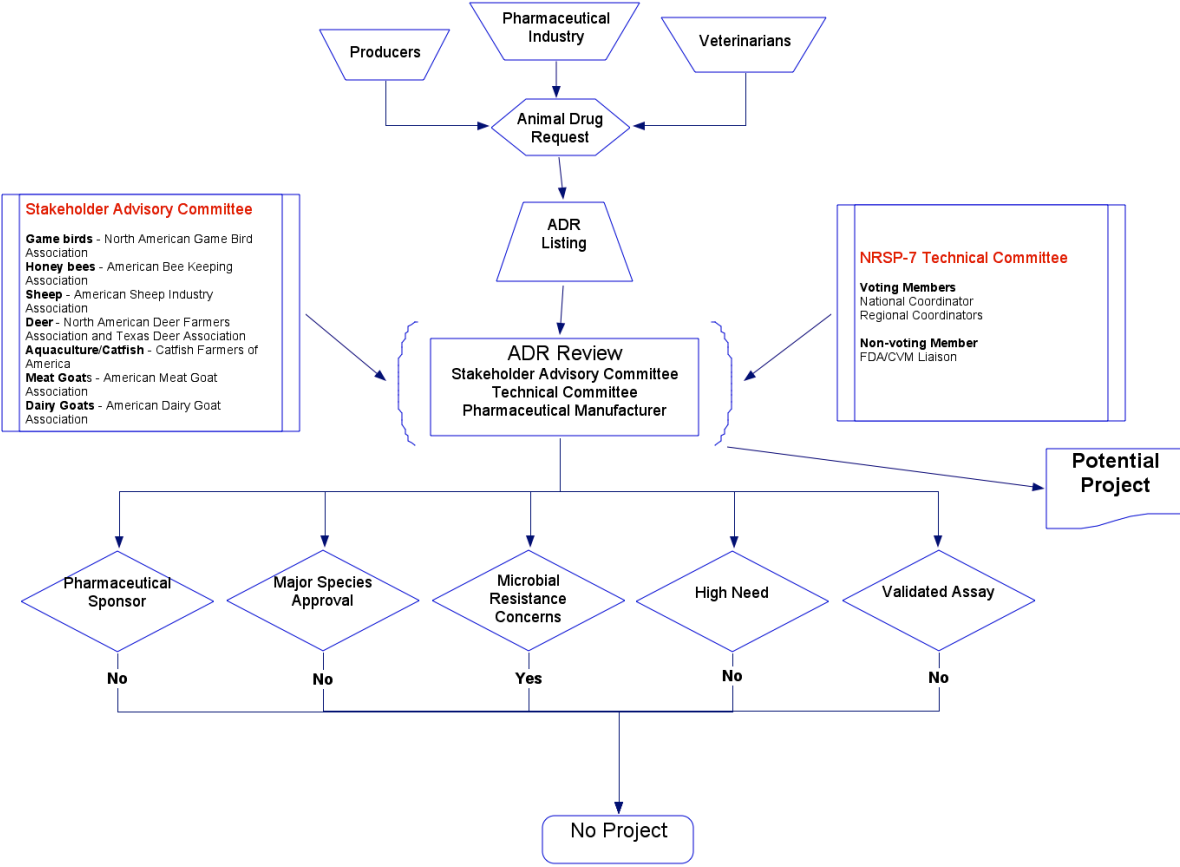 Pharmaceutical
Industry
Producers
Veterinarians
Animal Drug
Request
ADR
Listing
Stakeholder Advisory Committee
Game birds - North American Game Bird
Association
Honey bees - American Bee Keeping
Association
Sheep - American Sheep Industry
Association
Deer - North American Deer Farmers
Association and Texas Deer Association
Aquaculture/Catfish - Catfish Farmers of
America
Meat Goats - American Meat Goat
Association
Dairy Goats - American Dairy Goat
Association
NRSP-7 Technical Committee
Voting Members
National Coordinator
Regional Coordinators
Non-voting Member
FDA/CVM Liaison
ADR Review
Stakeholder Advisory Committee
Technical Committee
Pharmaceutical Manufacturer
Potential
Project
Pharmaceutical
Sponsor
Major Species
Approval
Microbial
Resistance
Concerns
High Need
Validated Assay
No
No
Yes
No
No
No Project